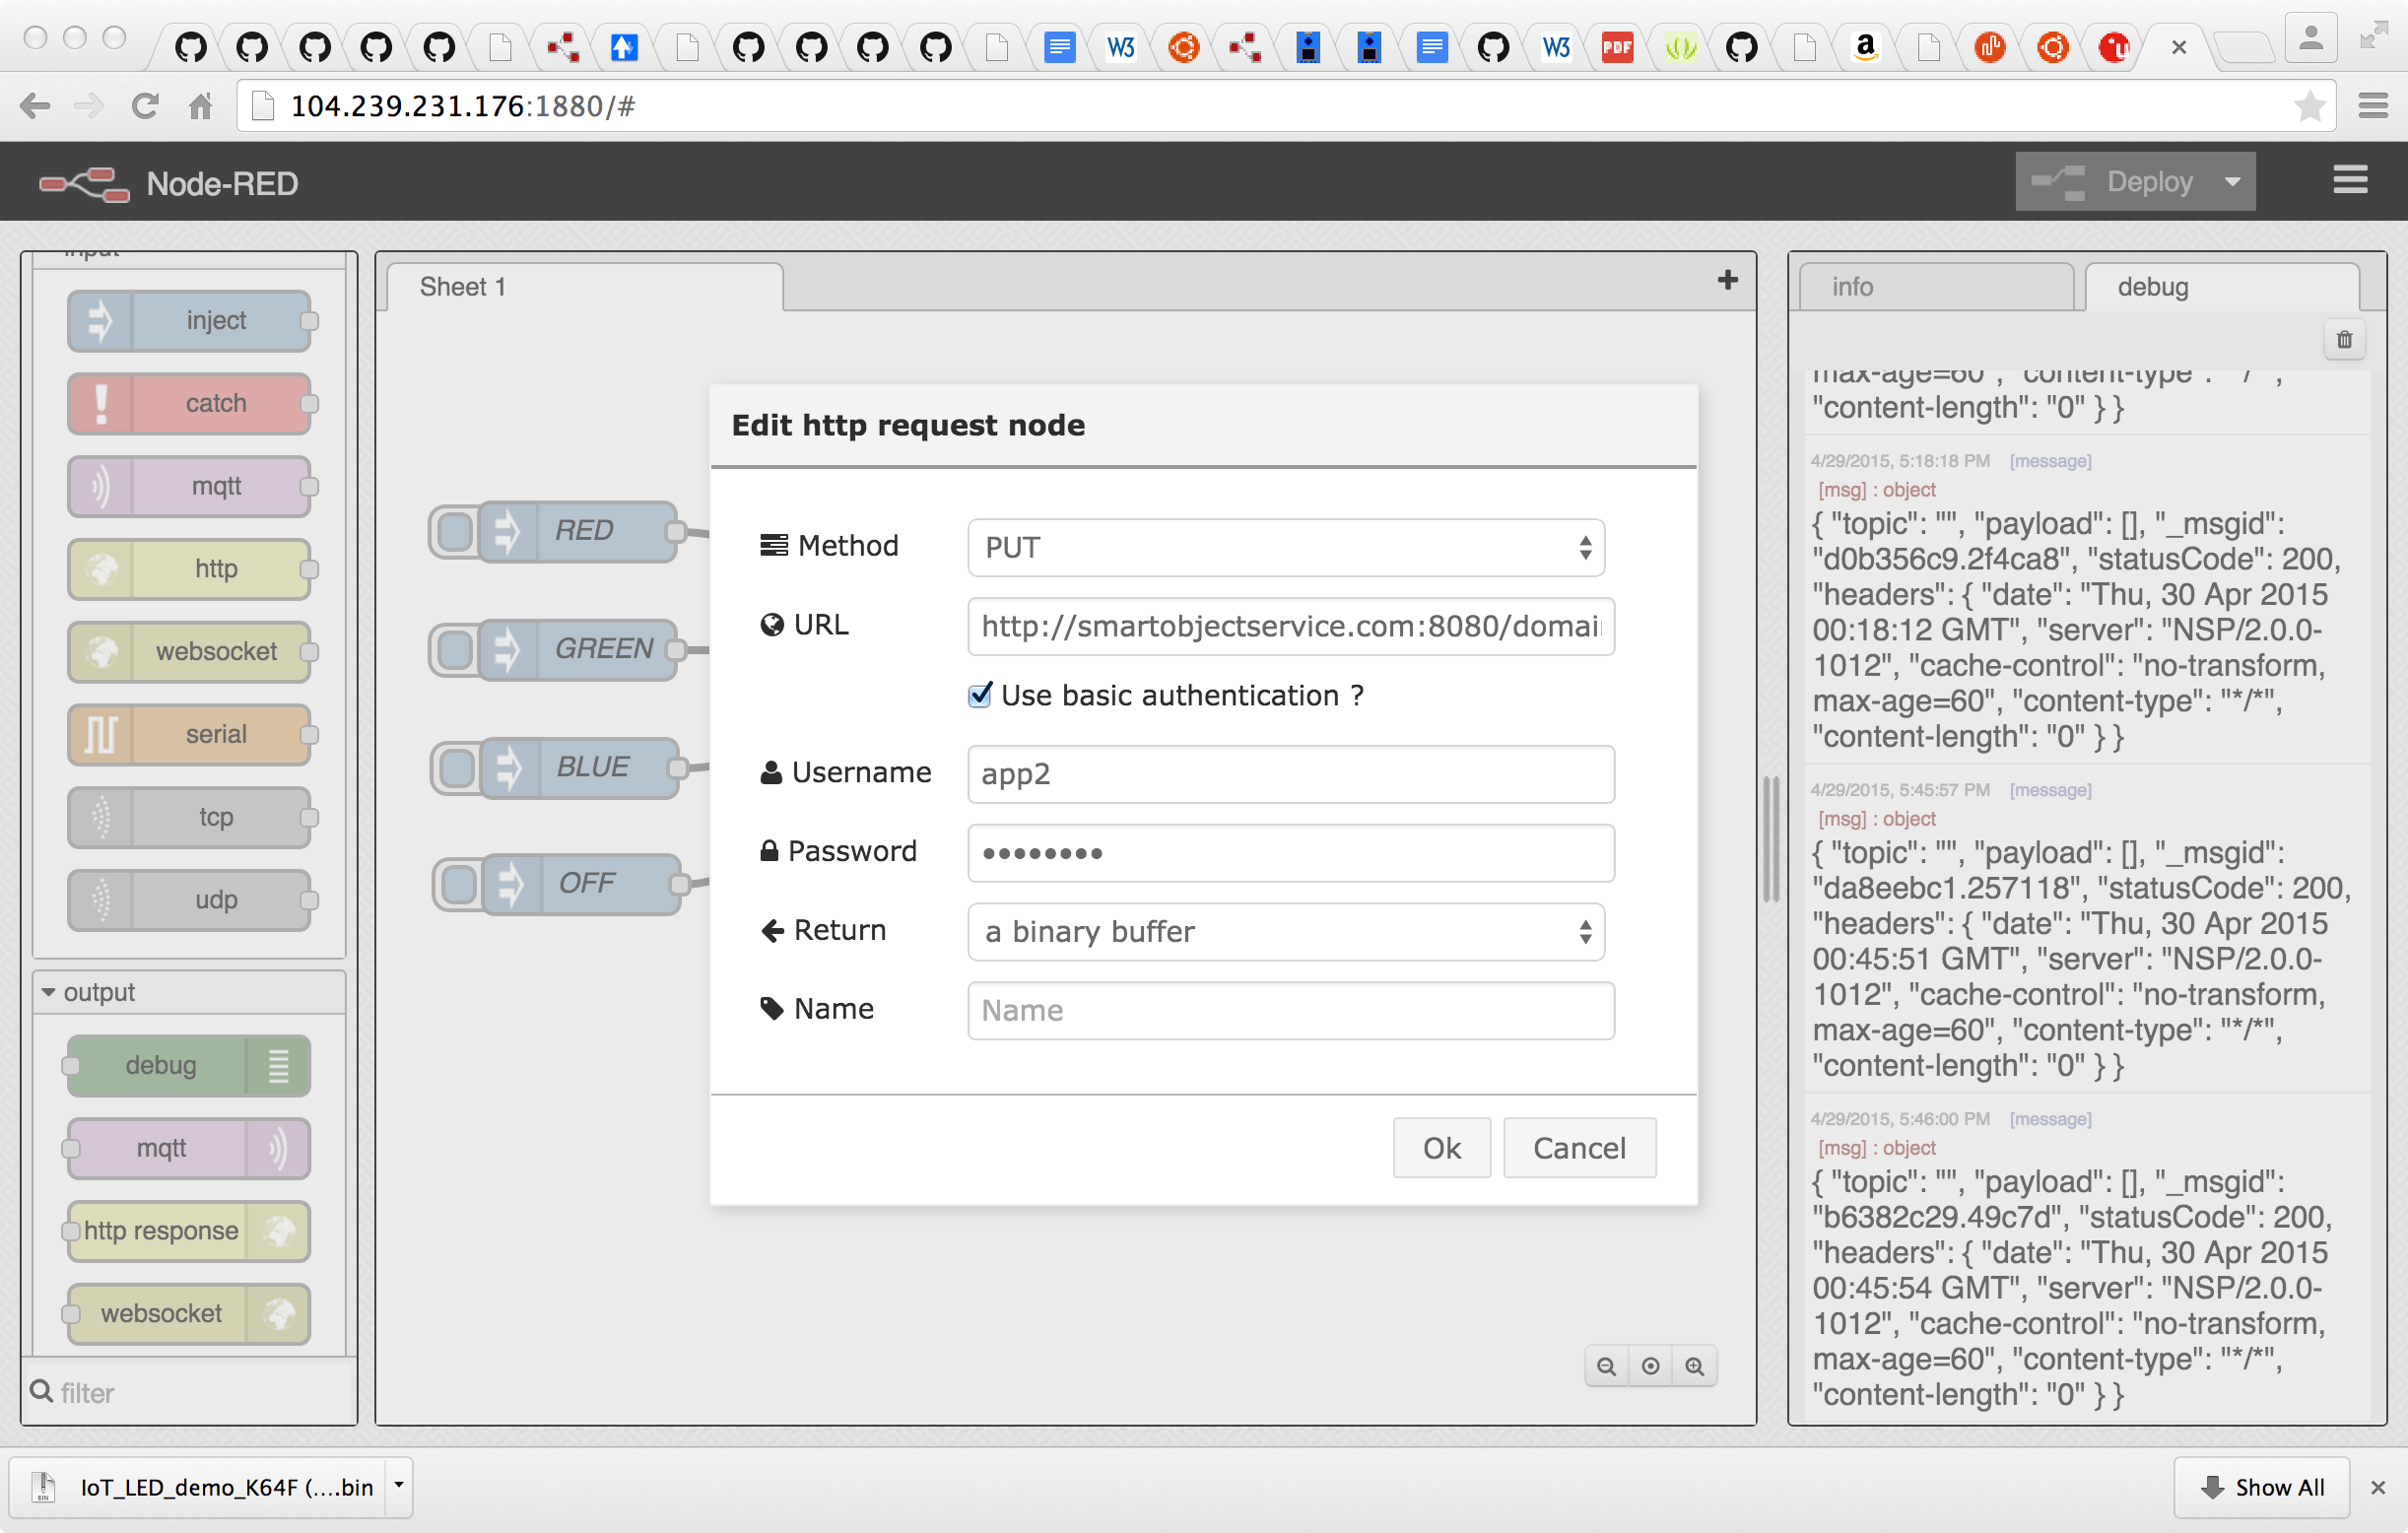 W3
W3
PDF
a
104.239.231.176:1880/#
Node-RED
Deploy
input
inject
catch
mqtt
http
websocket
serial
tcp
udp
output
debug
mqtt
http response
websocket
filter
Sheet 1
RED
GREEN
BLUE
OFF
Edit http request node
Method
PUT
URL
http://smartobjectservice.com:8080/domai
Use basic authentication ?
Username
app2
Password
••••••••
Return
a binary buffer
Name
Name
Ok
Cancel
info
debug
max-age=60", "content-type": "*/*",
"content-length": "0" } }
4/29/2015, 5:18:18 PM [message]
[msg] : object
{ "topic": "", "payload": [], "_msgid":
"d0b356c9.2f4ca8", "statusCode": 200,
"headers": { "date": "Thu, 30 Apr 2015
00:18:12 GMT", "server": "NSP/2.0.0-
1012", "cache-control": "no-transform,
max-age=60", "content-type": "*/*",
"content-length": "0" } }
4/29/2015, 5:45:57 PM [message]
[msg] : object
{ "topic": "", "payload": [], "_msgid":
"da8eebc1.257118", "statusCode": 200,
"headers": { "date": "Thu, 30 Apr 2015
00:45:51 GMT", "server": "NSP/2.0.0-
1012", "cache-control": "no-transform,
max-age=60", "content-type": "*/*",
"content-length": "0" } }
4/29/2015, 5:46:00 PM [message]
[msg] : object
{ "topic": "", "payload": [], "_msgid":
"b6382c29.49c7d", "statusCode": 200,
"headers": { "date": "Thu, 30 Apr 2015
00:45:54 GMT", "server": "NSP/2.0.0-
1012", "cache-control": "no-transform,
max-age=60", "content-type": "*/*",
"content-length": "0" } }
IoT_LED_demo_K64F (....bin
Show All